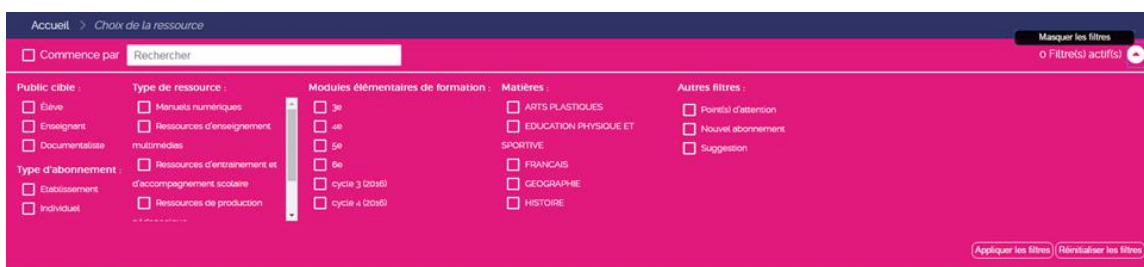 Accueil > Choix de la ressource
Masquer les filtres
Commence par Rechercher
0 Filtre(s) actif(s)
Public cible :
Élève
Enseignant
Documentaliste
Type d'abonnement :
Etablissement
Individuel
Type de ressource :
Manuels numériques
Ressources d'enseignement
multimédias
Ressources d'entrainement et
d'accompagnement scolaire
Ressources de production
Modules élémentaires de formation :
3e
4e
5e
6e
cycle 3 (2016)
cycle 4 (2016)
Matières :
ARTS PLASTIQUES
EDUCATION PHYSIQUE ET
SPORTIVE
FRANCAIS
GEOGRAPHIE
HISTOIRE
Autres filtres :
Point(s) d'attention
Nouvel abonnement
Suggestion
Appliquer les filtres Réinitialiser les filtres